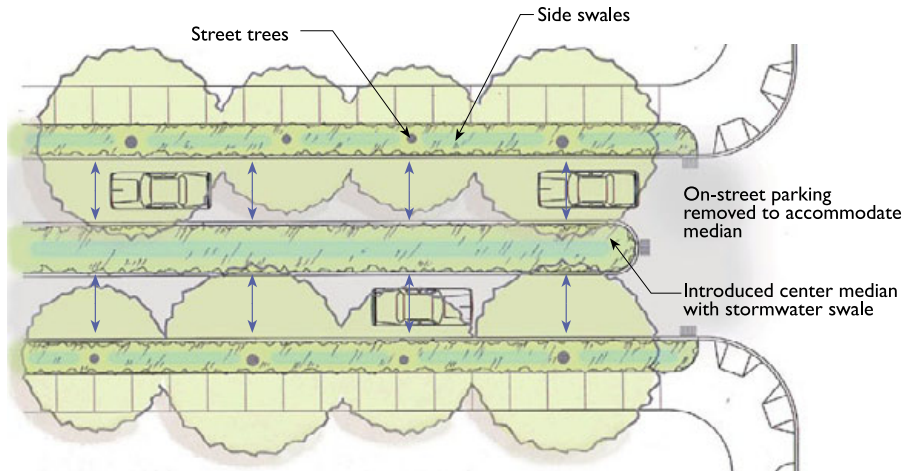 Side swales
Street trees
On-street parking
removed to accommodate
median
Introduced center median
with stormwater swale